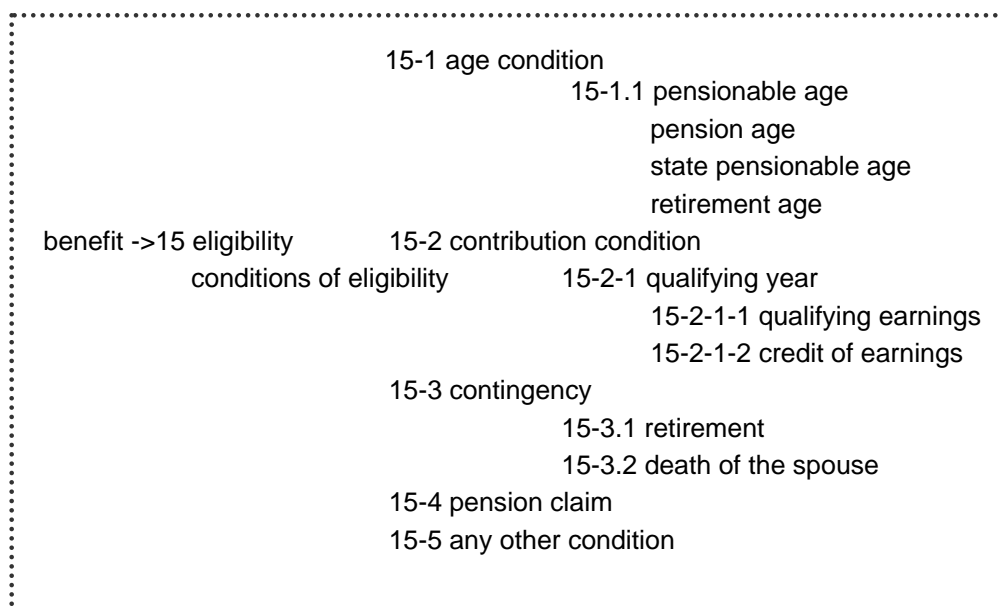 15-1 age condition
15-1.1 pensionable age
pension age
state pensionable age
retirement age
benefit ->15 eligibility 15-2 contribution condition
conditions of eligibility 15-2-1 qualifying year
15-2-1-1 qualifying earnings
15-2-1-2 credit of earnings
15-3 contingency
15-3.1 retirement
15-3.2 death of the spouse
15-4 pension claim
15-5 any other condition